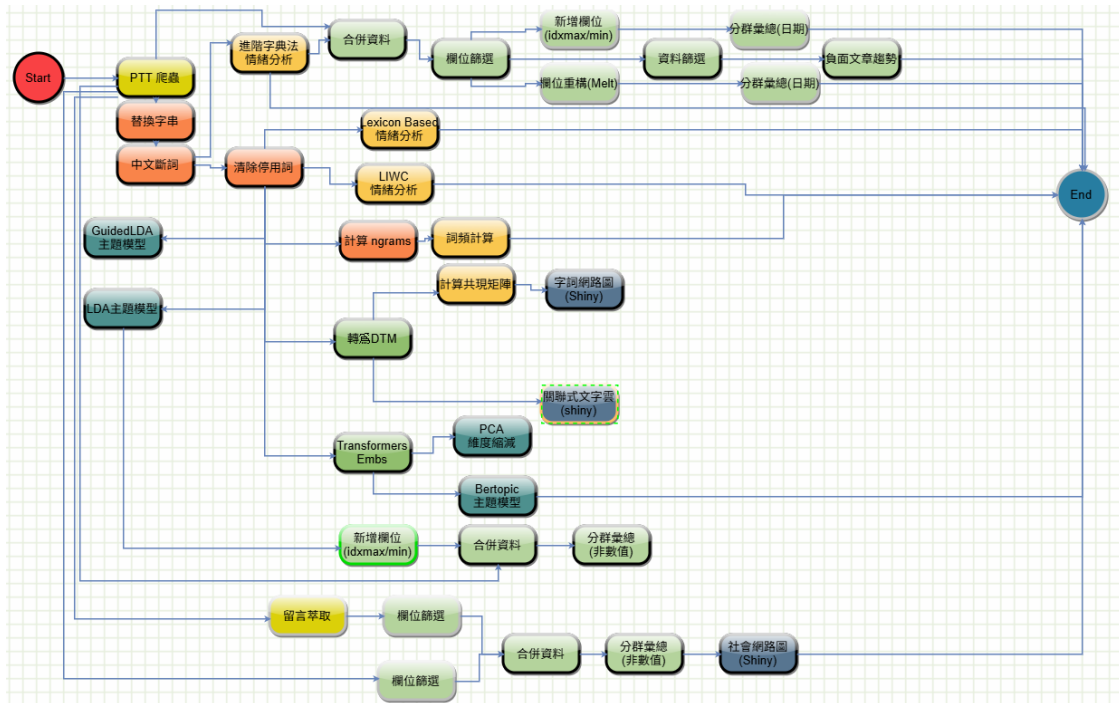 Start
PTT 爬蟲
替換字串
中文斷詞
進階字典法
情緒分析
合併資料
欄位篩選
新增欄位
(idxmax/min)
分群彙總(日期)
資料篩選
負面文章趨勢
欄位重構(Melt)
分群彙總(日期)
清除停用詞
Lexicon Based
情緒分析
LIWC
情緒分析
End
GuidedLDA
主題模型
計算 ngrams
詞頻計算
LDA主題模型
計算共現矩陣
字詞網路圖
(Shiny)
轉為DTM
關聯式文字雲
(shiny)
Transformers
Embs
PCA
維度縮減
Bertopic
主題模型
新增欄位
(idxmax/min)
合併資料
分群彙總
(非數值)
留言萃取
欄位篩選
欄位篩選
合併資料
分群彙總
(非數值)
社會網路圖
(Shiny)